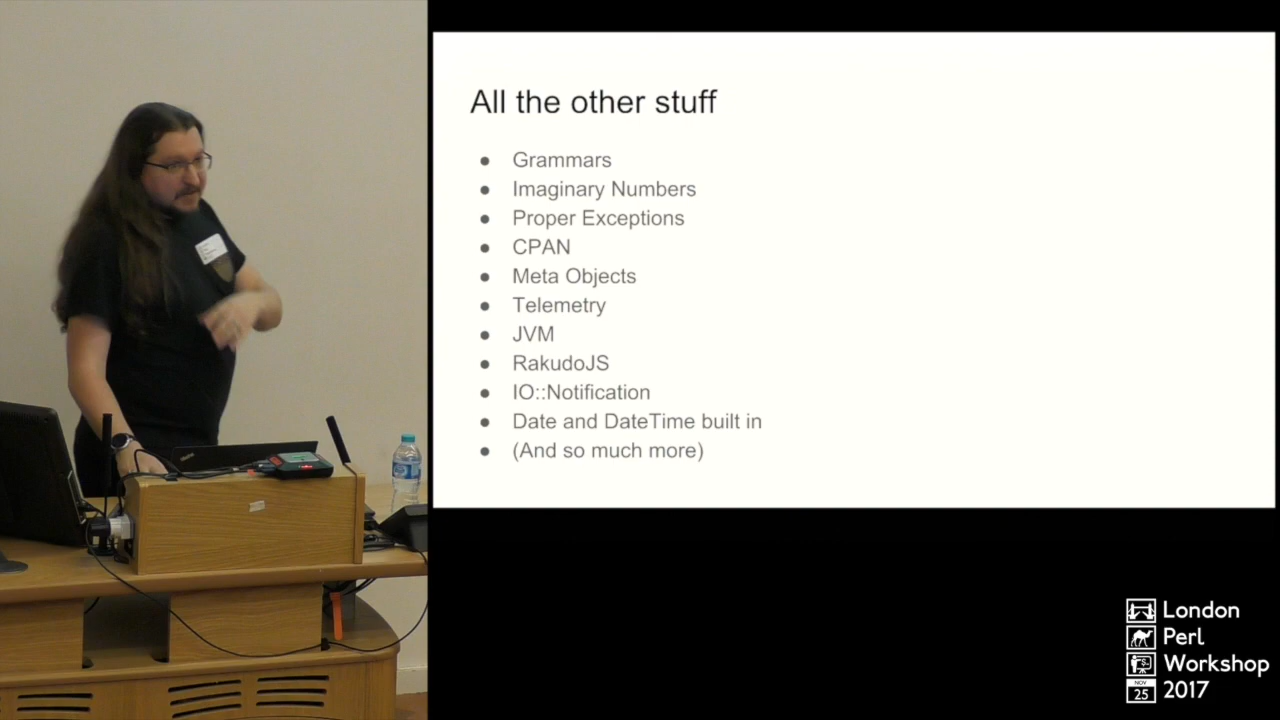 All the other stuff
● Grammars
● Imaginary Numbers
● Proper Exceptions
● CPAN
● Meta Objects
● Telemetry
● JVM
● RakudoJS
● IO::Notification
● Date and DateTime built in
● (And so much more)
London
Perl
Workshop
NOV
25 2017